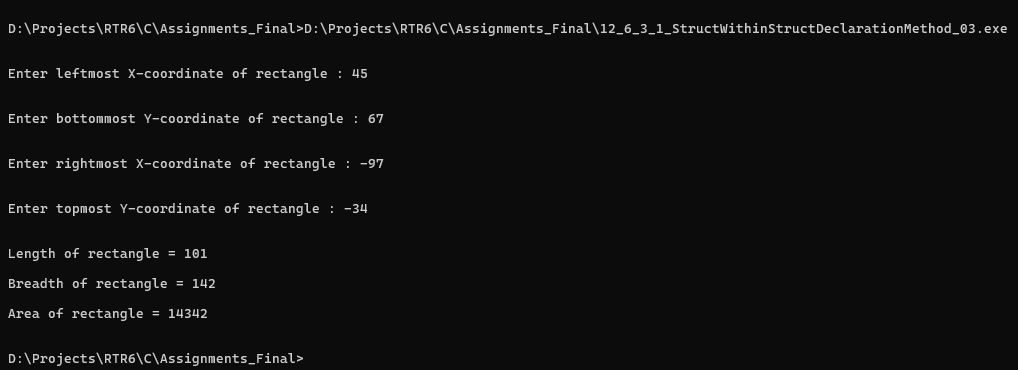 D:\Projects\RTR6\C\Assignments_Final>D:\Projects\RTR6\C\Assignments_Final\12_6_3_1_StructWithinStructDeclarationMethod_03.exe
Enter leftmost X-coordinate of rectangle : 45
Enter bottommost Y-coordinate of rectangle : 67
Enter rightmost X-coordinate of rectangle : -97
Enter topmost Y-coordinate of rectangle : -34
Length of rectangle = 101
Breadth of rectangle = 142
Area of rectangle = 14342
D:\Projects\RTR6\C\Assignments_Final>